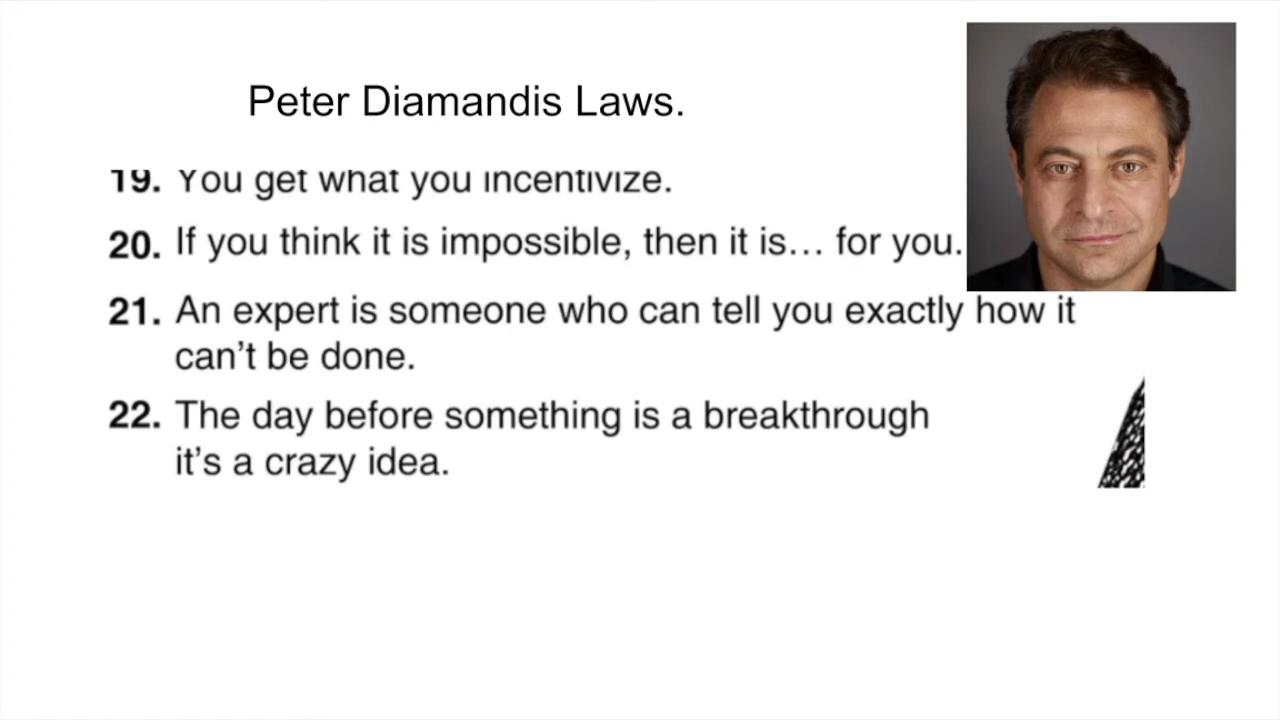 Peter Diamandis Laws.
19. You get what you incentivize.
20. If you think it is impossible, then it is... for you.
21. An expert is someone who can tell you exactly how it
can't be done.
22. The day before something is a breakthrough
it's a crazy idea.